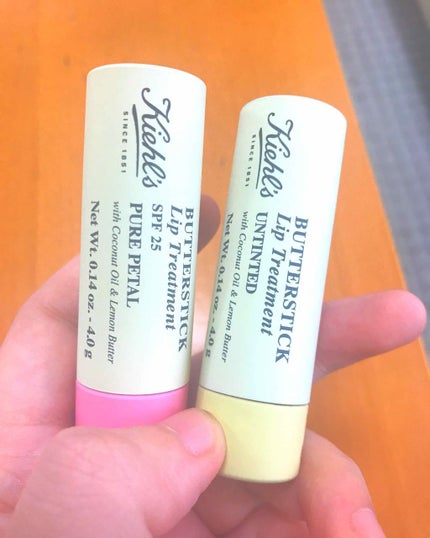 Kiehl's
SINCE 1851
BUTTERSTICK
Lip Treatment
SPF 25
PURE PETAL
with Coconut Oil & Lemon Butter
Net Wt. 0.14 oz. - 4.0 g
Kiehl's
SINCE 1851
BUTTERSTICK
Lip Treatment
UNTINTED
with Coconut Oil & Lemon Butter
Net Wt. 0.14 oz. - 4.0 g